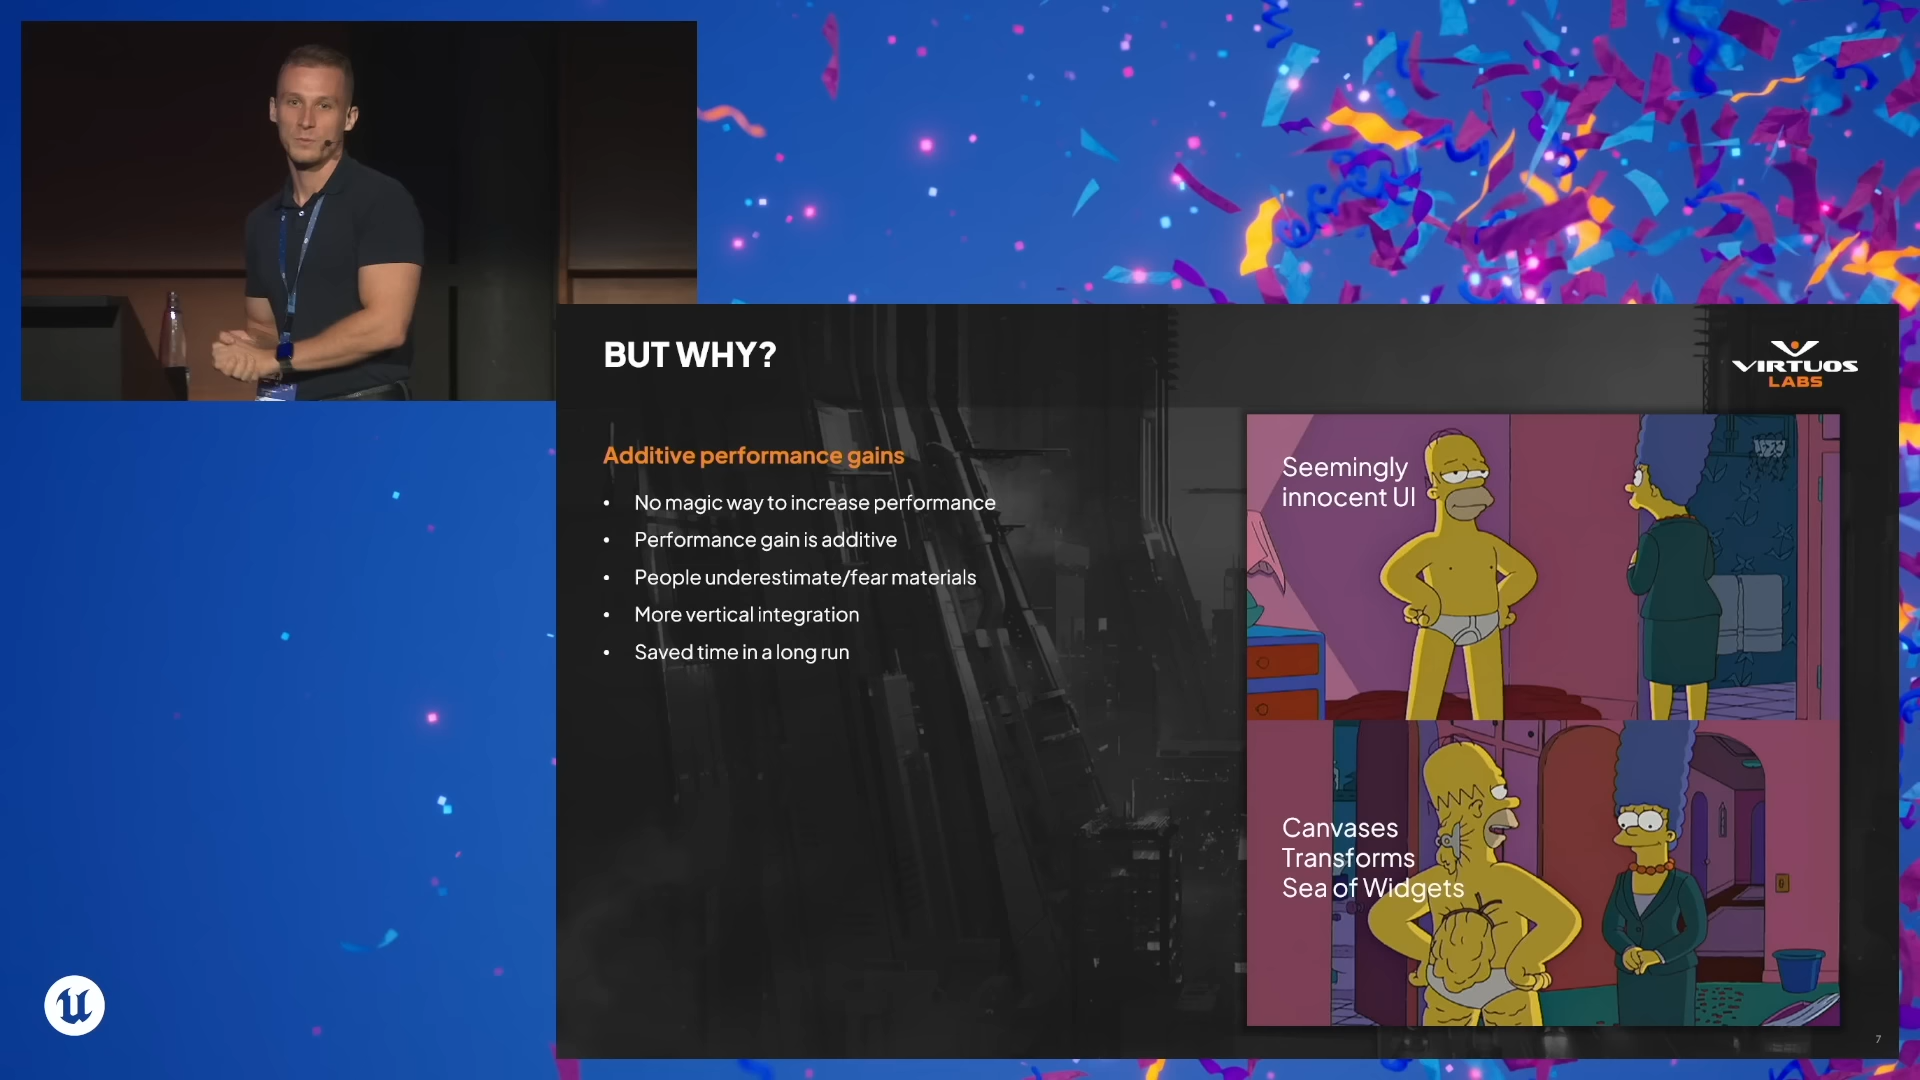 BUT WHY?
VIRTUOS
LABS
Additive performance gains
• No magic way to increase performance
• Performance gain is additive
• People underestimate/fear materials
• More vertical integration
• Saved time in a long run
Seemingly
innocent UI
Canvases
Transforms
Sea of Widgets
7